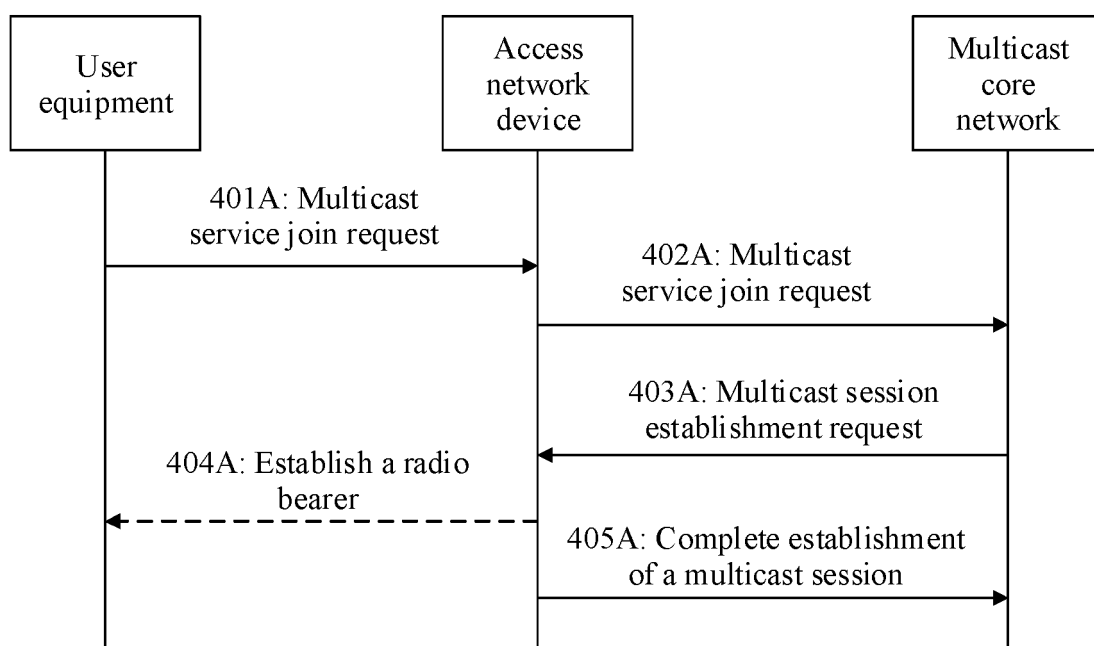 User
equipment
Access
network
device
Multicast
core
network
401A: Multicast
service join request
402A: Multicast
service join request
403A: Multicast session
establishment request
404A: Establish a radio
bearer
405A: Complete establishment
of a multicast session